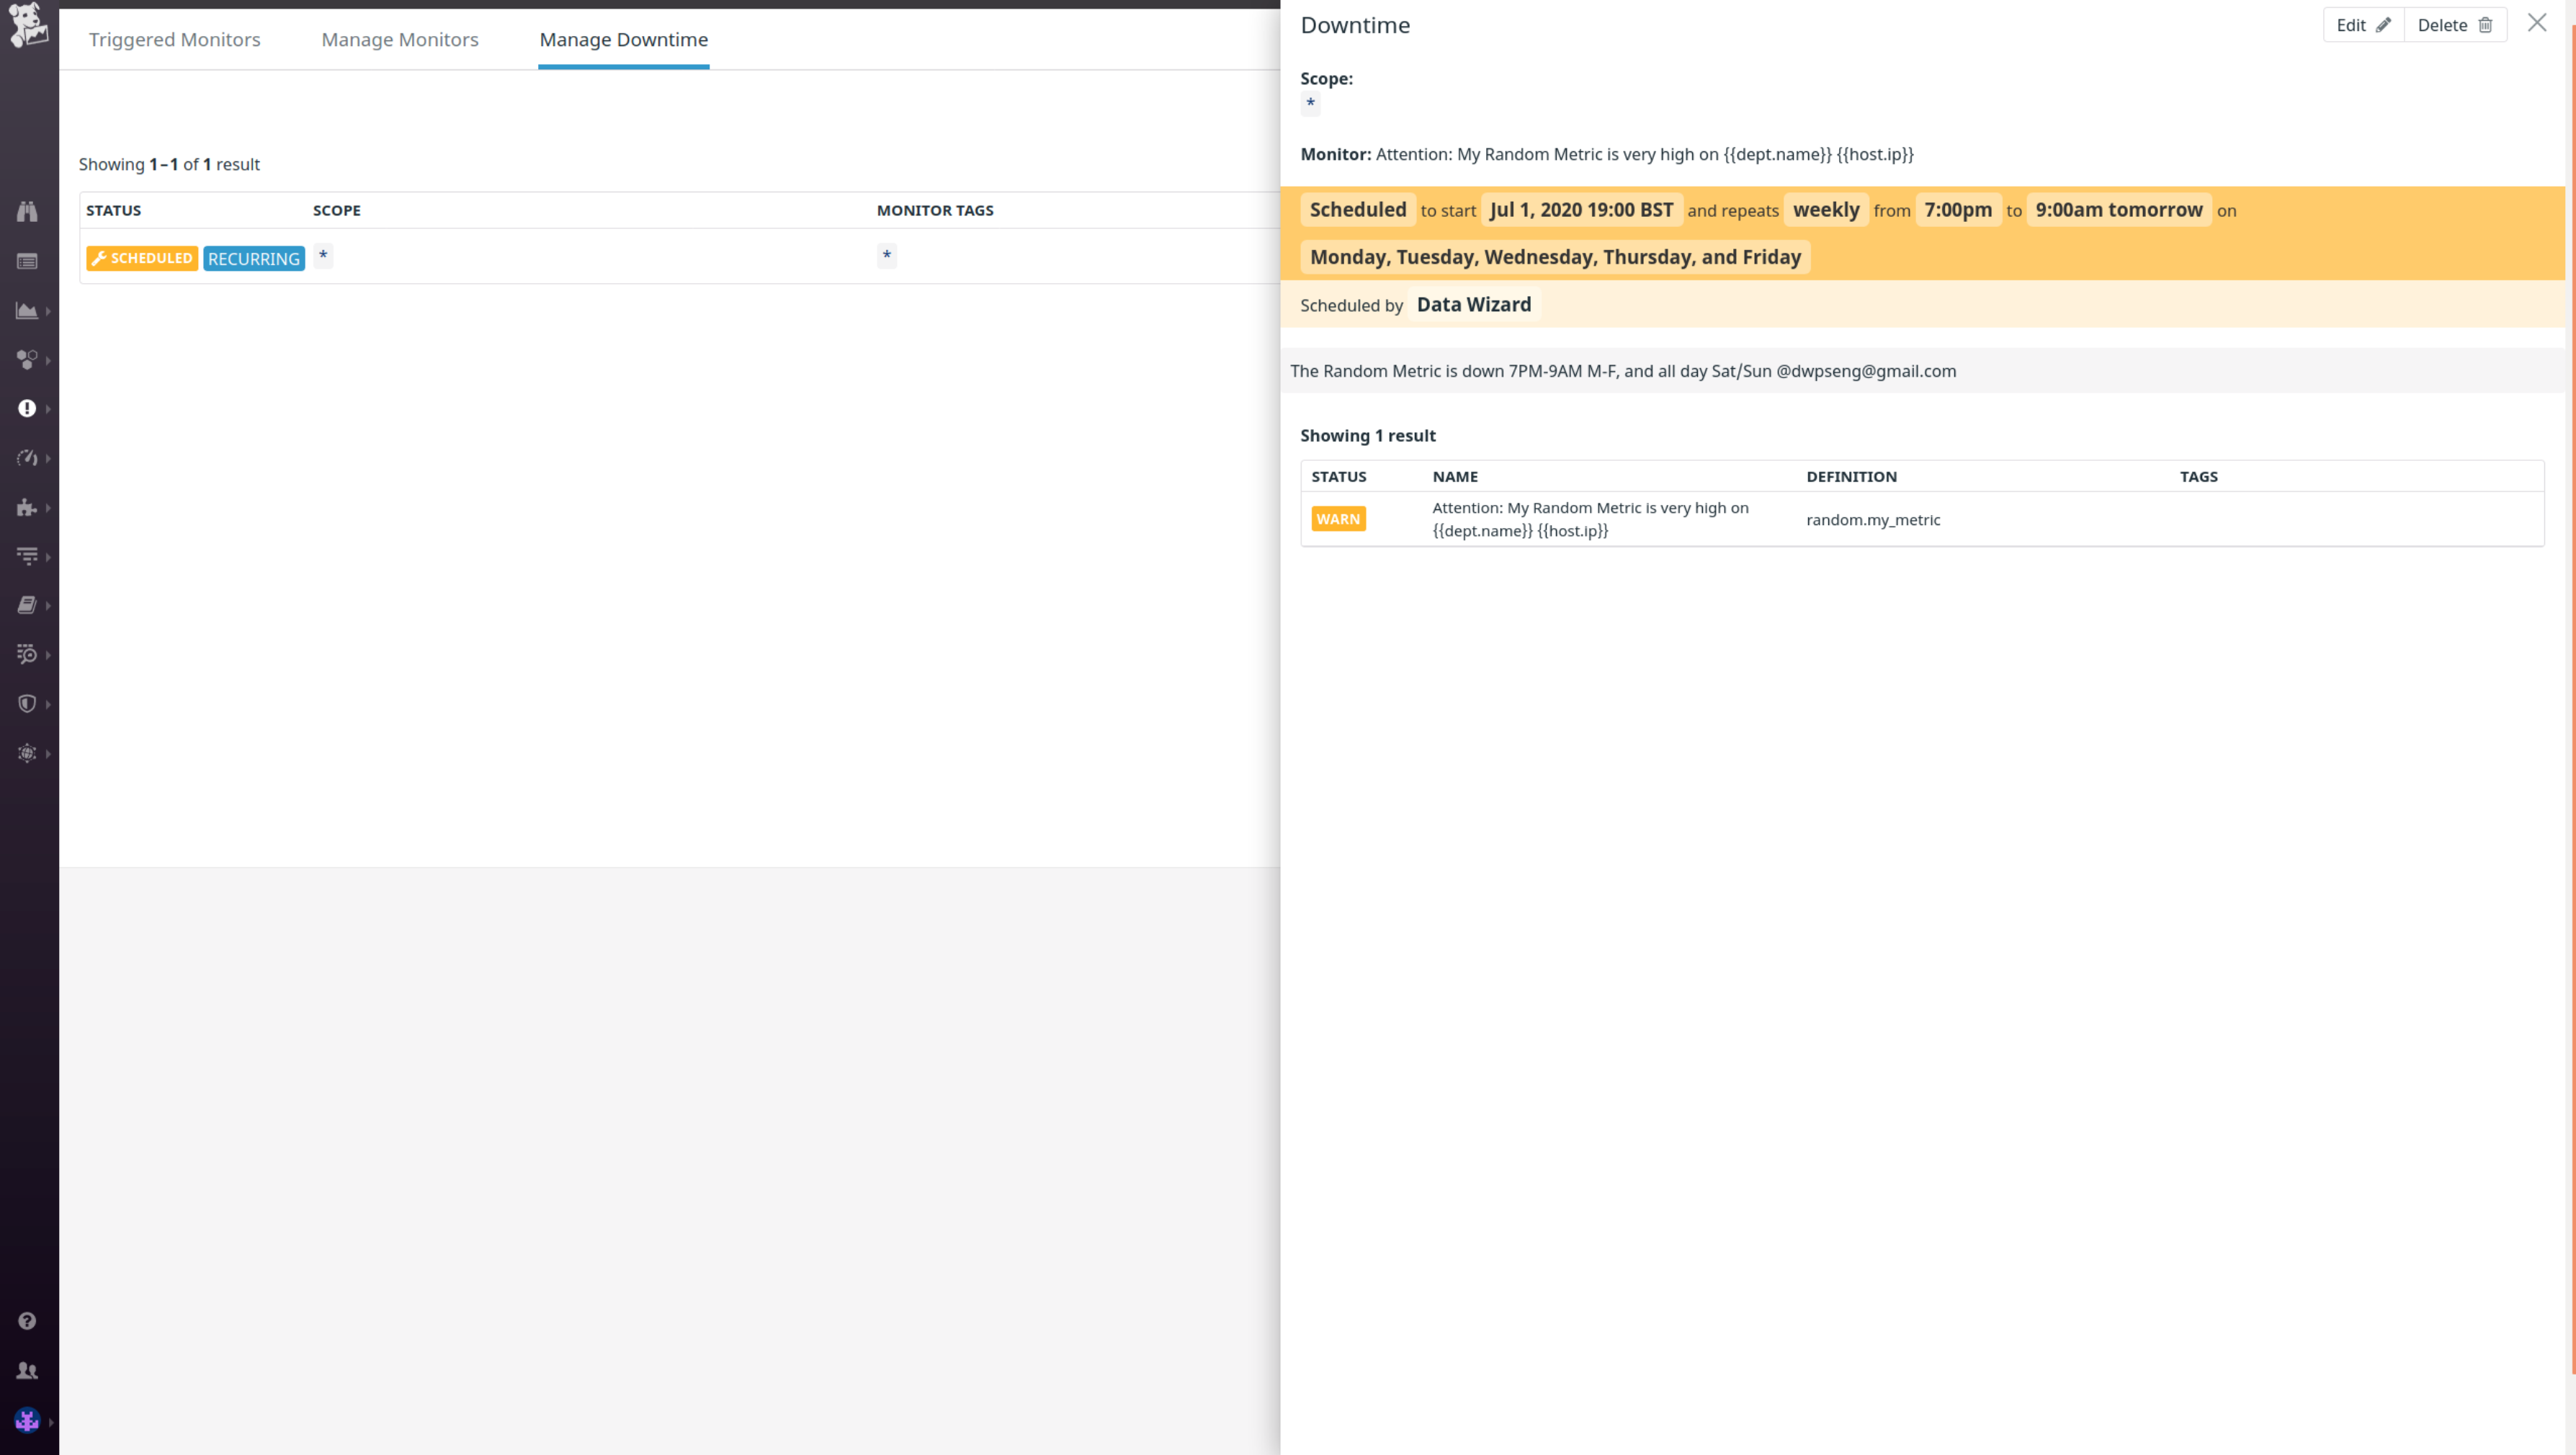 Triggered Monitors
Manage Monitors
Manage Downtime
Showing 1–1 of 1 result
STATUS SCOPE MONITOR TAGS
SCHEDULED RECURRING * *
Downtime
Edit Delete
Scope:
*
Monitor: Attention: My Random Metric is very high on {{dept.name}} {{host.ip}}
Scheduled to start Jul 1, 2020 19:00 BST and repeats weekly from 7:00pm to 9:00am tomorrow on
Monday, Tuesday, Wednesday, Thursday, and Friday
Scheduled by Data Wizard
The Random Metric is down 7PM-9AM M-F, and all day Sat/Sun @dwpseng@gmail.com
Showing 1 result
STATUS NAME DEFINITION TAGS
WARN Attention: My Random Metric is very high on
{{dept.name}} {{host.ip}}
random.my_metric